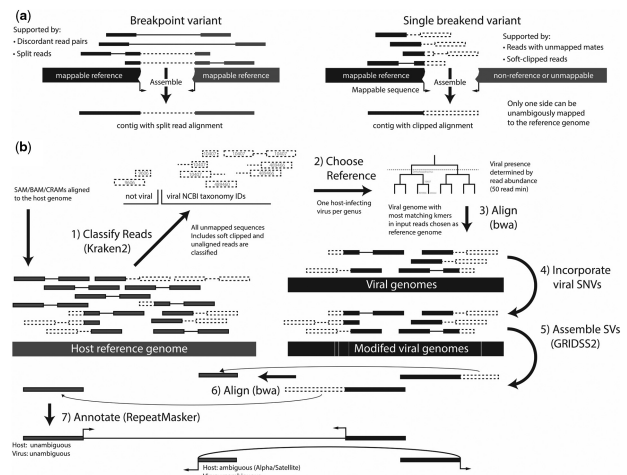 (a)
Breakpoint variant
Supported by:
• Discordant read pairs
• Split reads
mappable reference
Assemble
mappable reference
contig with split read alignment
Single breakend variant
Supported by:
• Reads with unmapped mates
• Soft-clipped reads
mappable reference
Assemble
non-reference or unmappable
Mappable sequence
contig with clipped alignment
Only one side can be
unambigously mapped
to the reference genome
(b)
SAM/BAM/CRAMs aligned
to the host genome
not viral
viral NCBI taxonomy IDs
1) Classify Reads
(Kraken2)
All unmapped sequences
Includes soft clipped and
unaligned reads are
classified
2) Choose
Reference
One host-infecting
virus per genus
Viral presence
determined by
read abundance
(50 read min)
Viral genome with
most matching kmers
in input reads chosen as
reference genome
3) Align
(bwa)
Viral genomes
4) Incorporate
viral SNVs
Host reference genome
Modifed viral genomes
5) Assemble SVs
(GRIDSS2)
6) Align (bwa)
7) Annotate (RepeatMasker)
Host: unambiguous
Virus: unambiguous
Host: ambiguous (Alpha/Satellite)